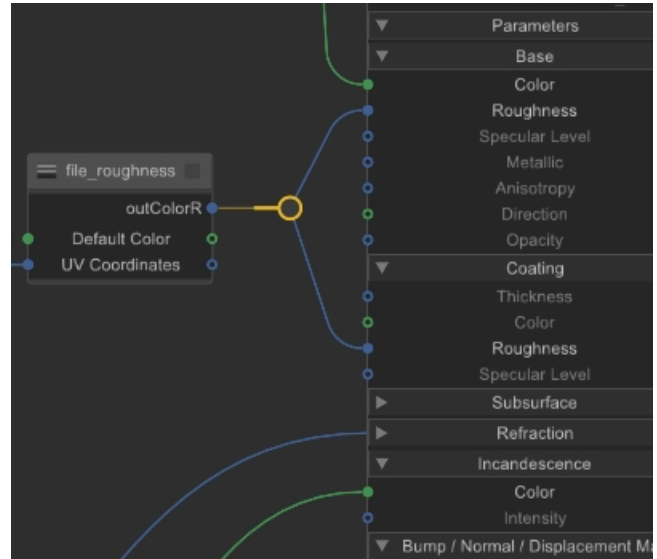 Parameters
Base
Color
Roughness
Specular Level
Metallic
Anisotropy
Direction
Opacity
Coating
Thickness
Color
Roughness
Specular Level
Subsurface
Refraction
Incandescence
Color
Intensity
Bump / Normal / Displacement Ma
file_roughness
outColorR
Default Color
UV Coordinates